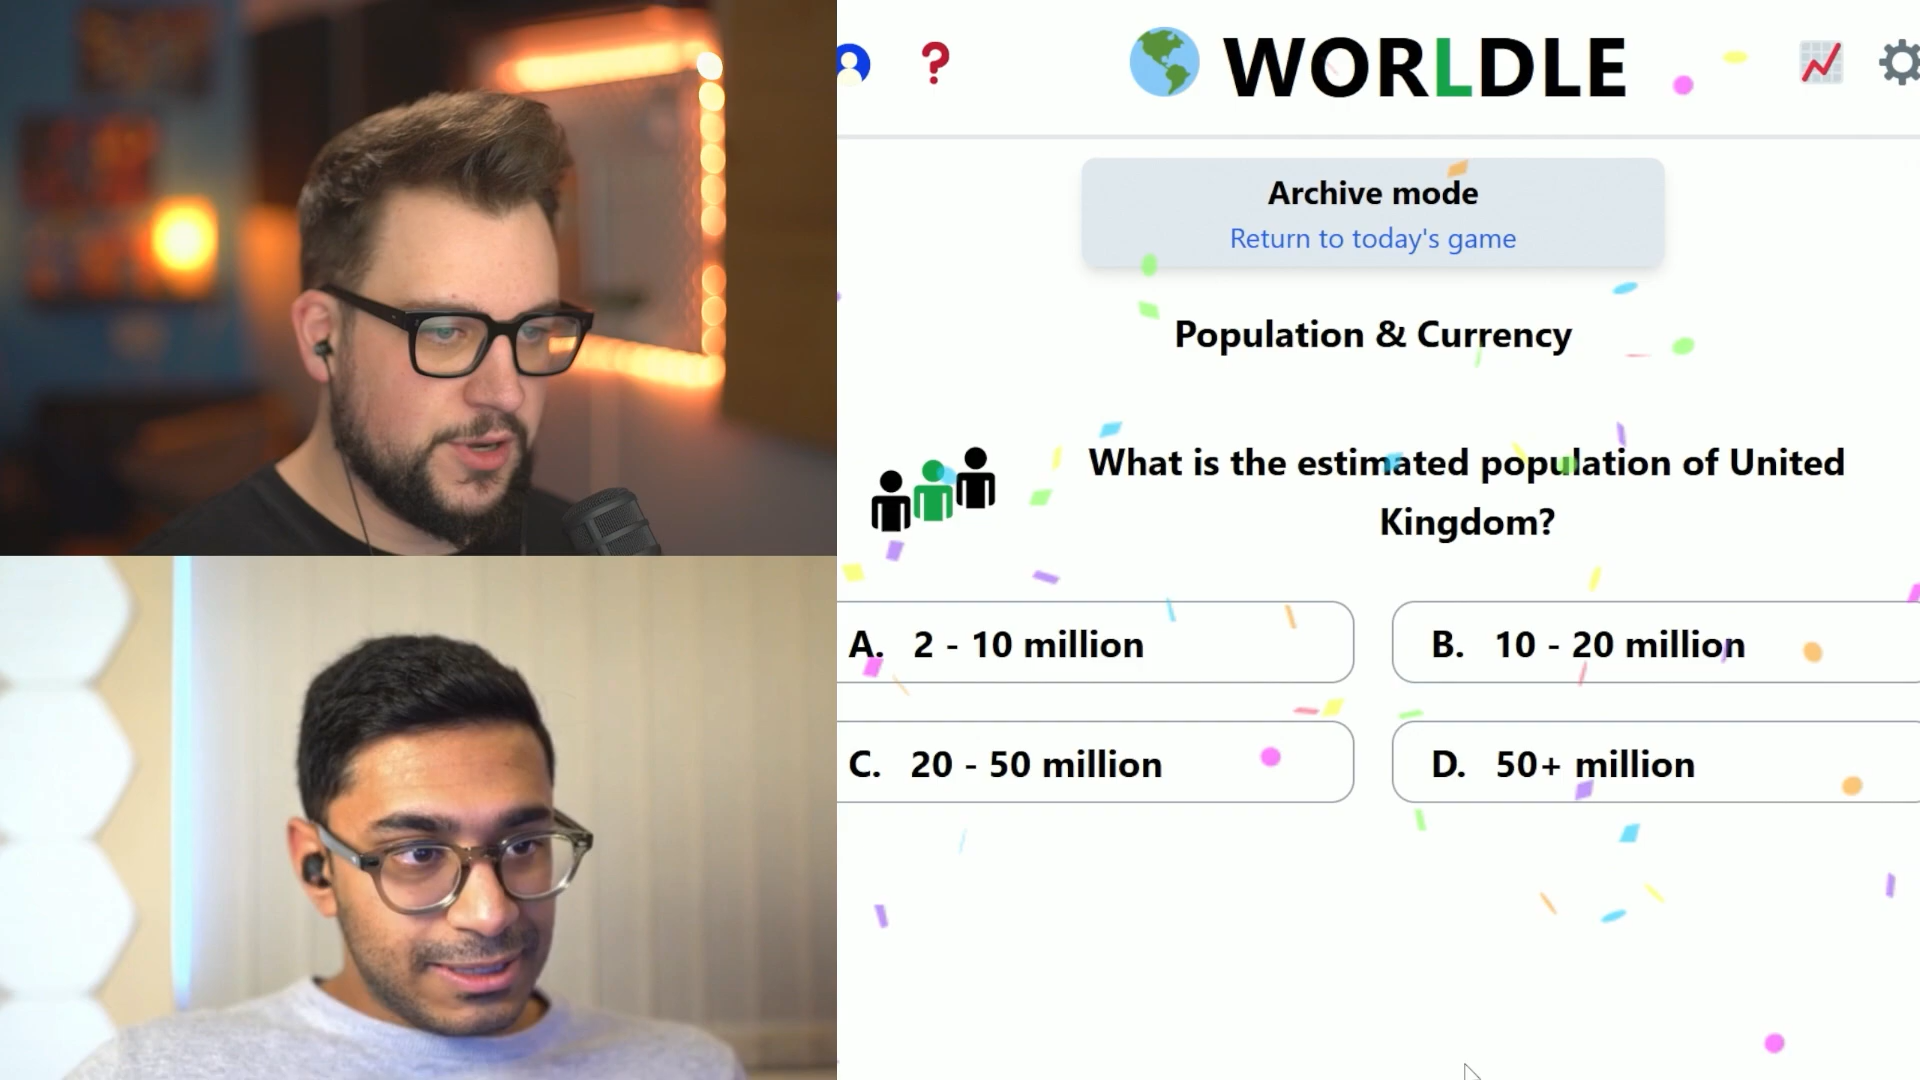 WORLDLE
Archive mode
Return to today's game
Population & Currency
What is the estimated population of United
Kingdom?
A. 2 - 10 million
B. 10 - 20 million
C. 20 - 50 million
D. 50+ million